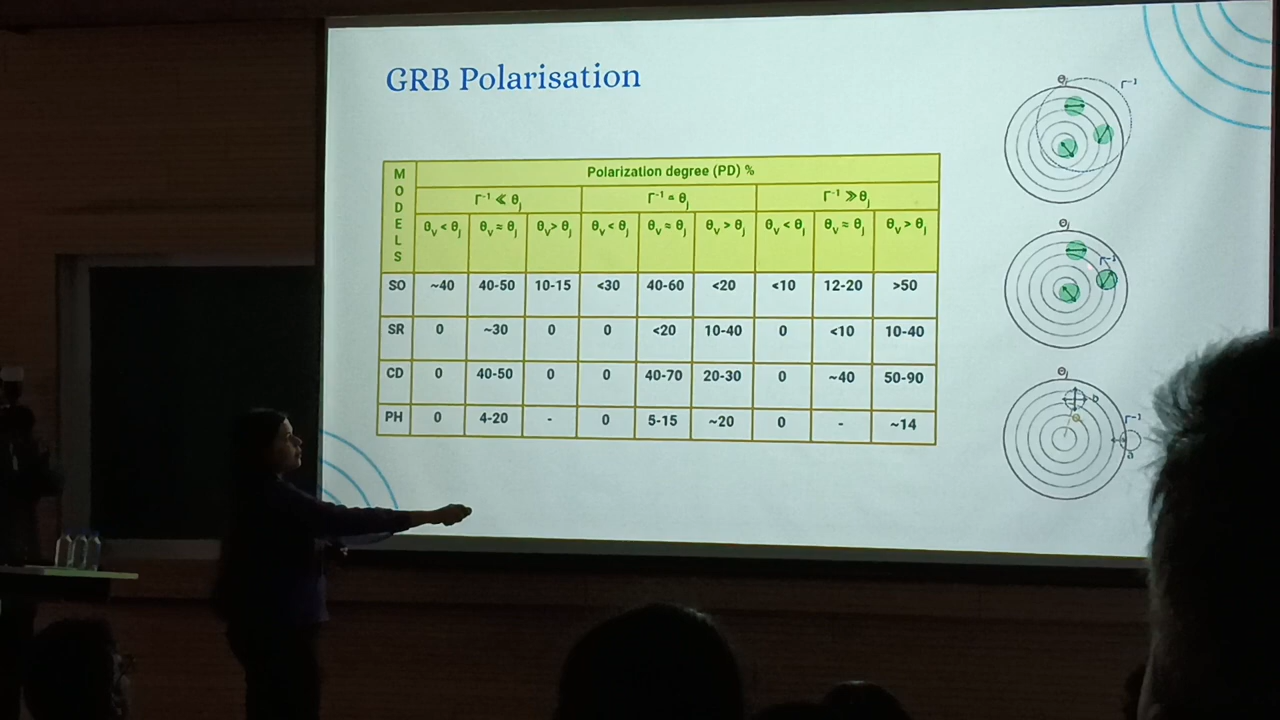 GRB Polarisation
MODELS
Polarization degree (PD) %
Γ⁻¹ ≪ θj Γ⁻¹ = θj Γ⁻¹ ≫ θj
θv < θj θv ≈ θj θv > θj θv < θj θv ≈ θj θv > θj θv < θj θv ≈ θj θv > θj
SO ~40 40-50 10-15 <30 40-60 <20 <10 12-20 >50
SR 0 ~30 0 0 <20 10-40 0 <10 10-40
CD 0 40-50 0 0 40-70 20-30 0 ~40 50-90
PH 0 4-20 - 0 5-15 ~20 0 - ~14
θj Γ⁻¹
θj
Γ⁻¹
θj
b
Γ⁻¹
a